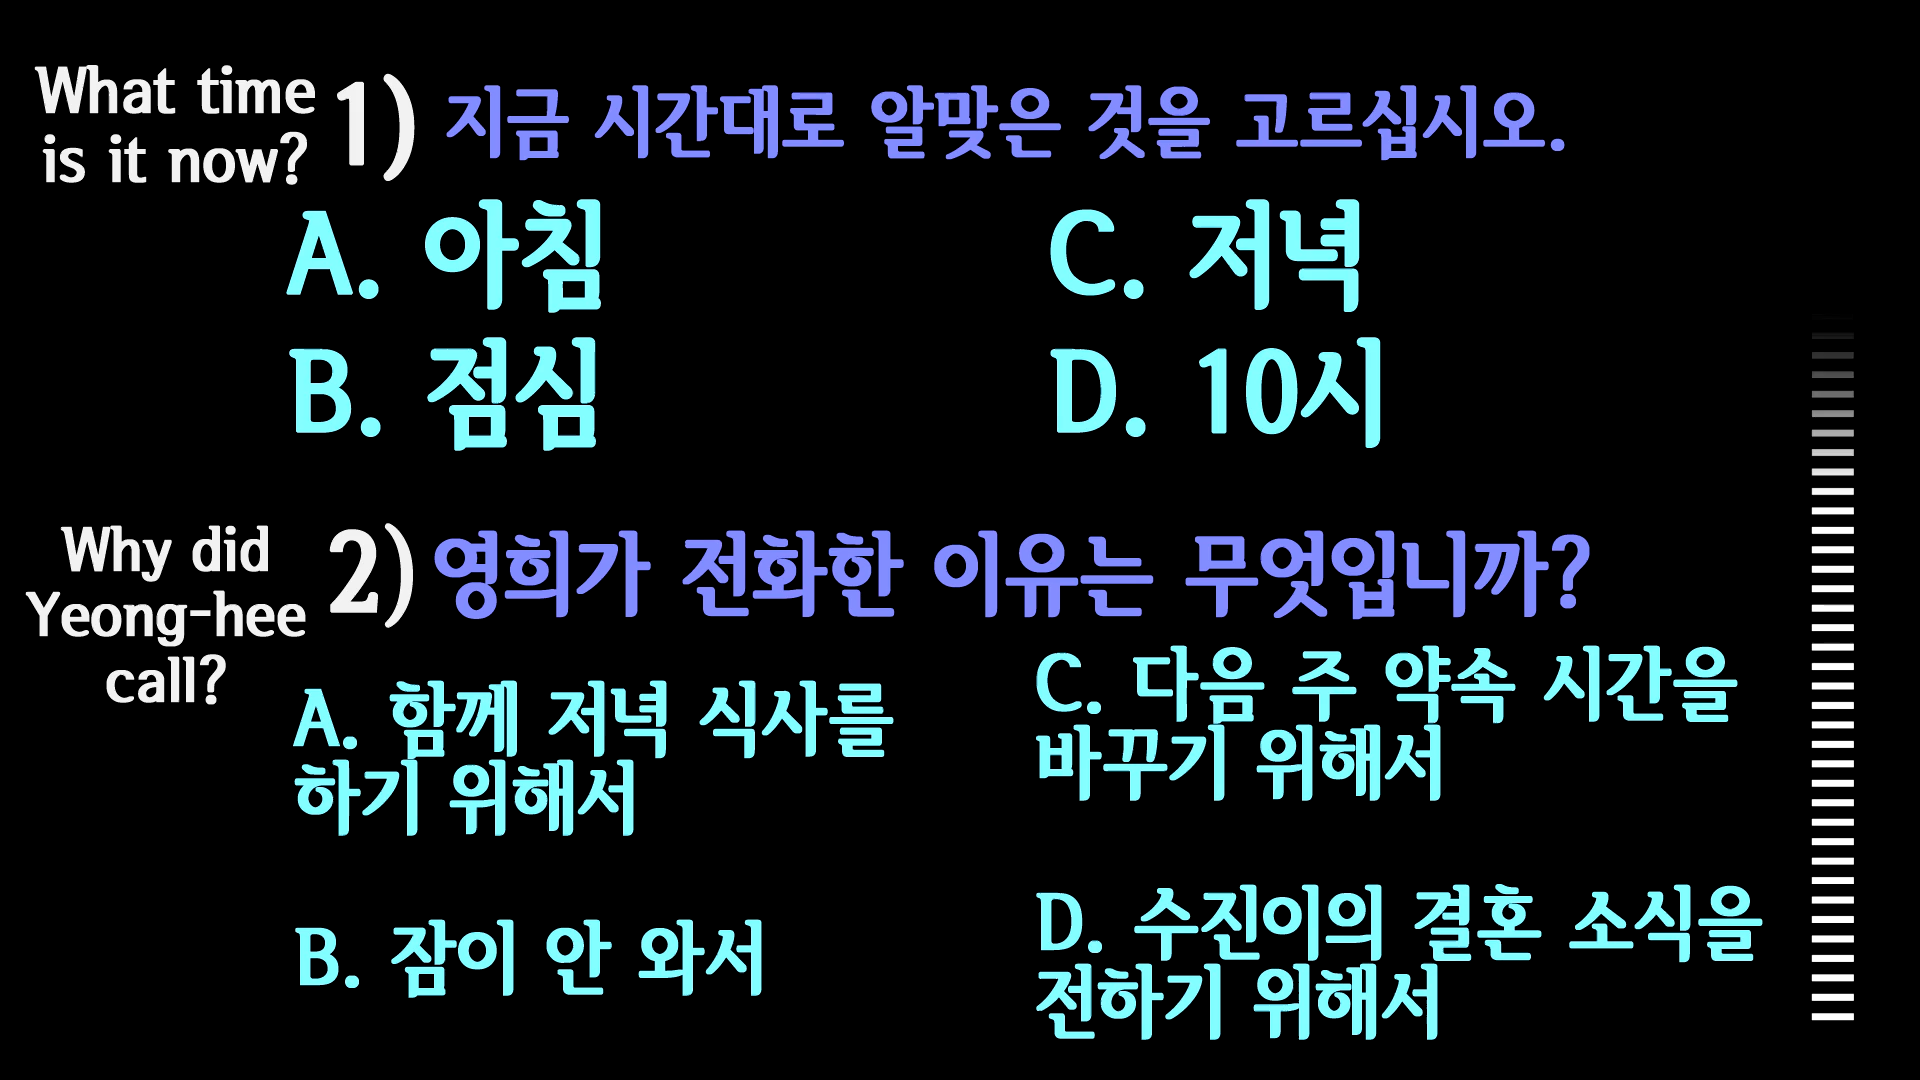 What time
is it now?
1) 지금 시간대로 알맞은 것을 고르십시오.
A. 아침
B. 점심
C. 저녁
D. 10시
Why did
Yeong-hee
call?
2) 영희가 전화한 이유는 무엇입니까?
A. 함께 저녁 식사를
하기 위해서
B. 잠이 안 와서
C. 다음 주 약속 시간을
바꾸기 위해서
D. 수진이의 결혼 소식을
전하기 위해서